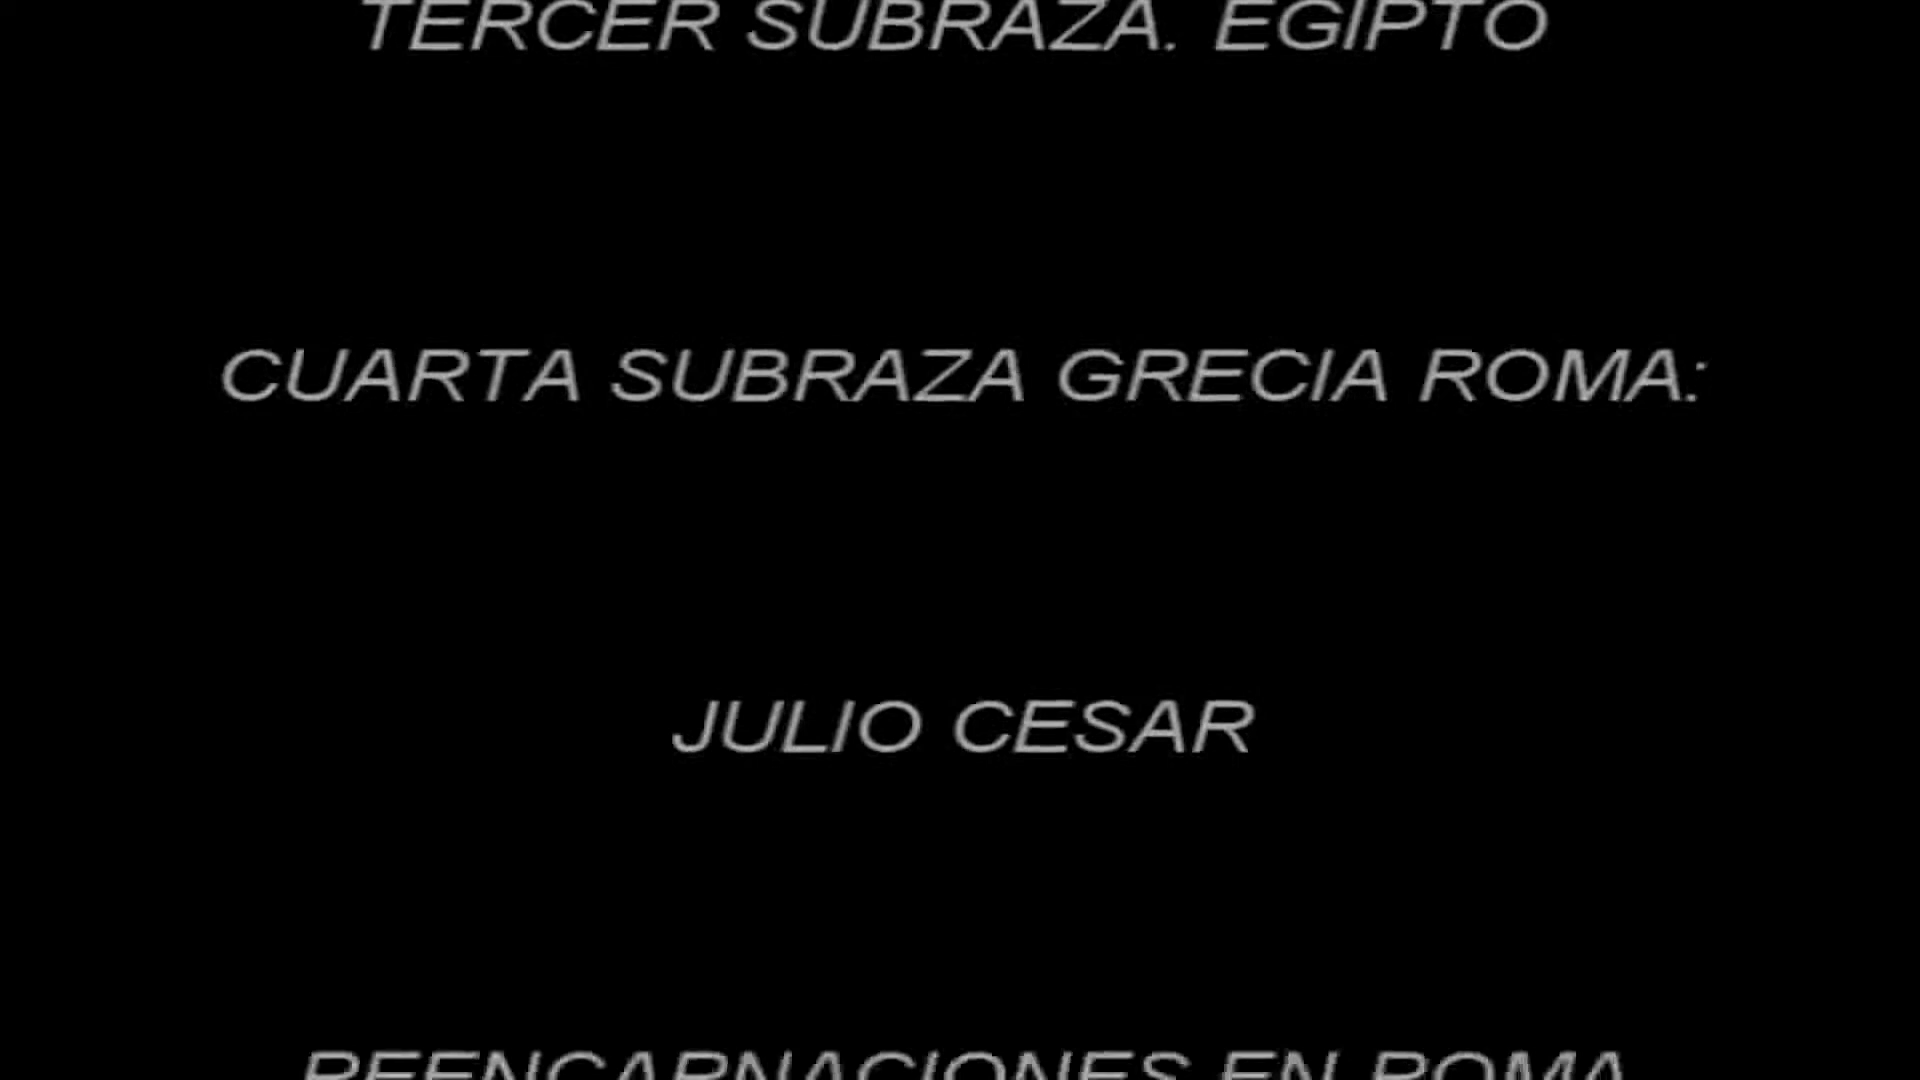 TERCER SUBRAZA. EGIPTO
CUARTA SUBRAZA GRECIA ROMA:
JULIO CESAR
REENCARNACIONES EN ROMA